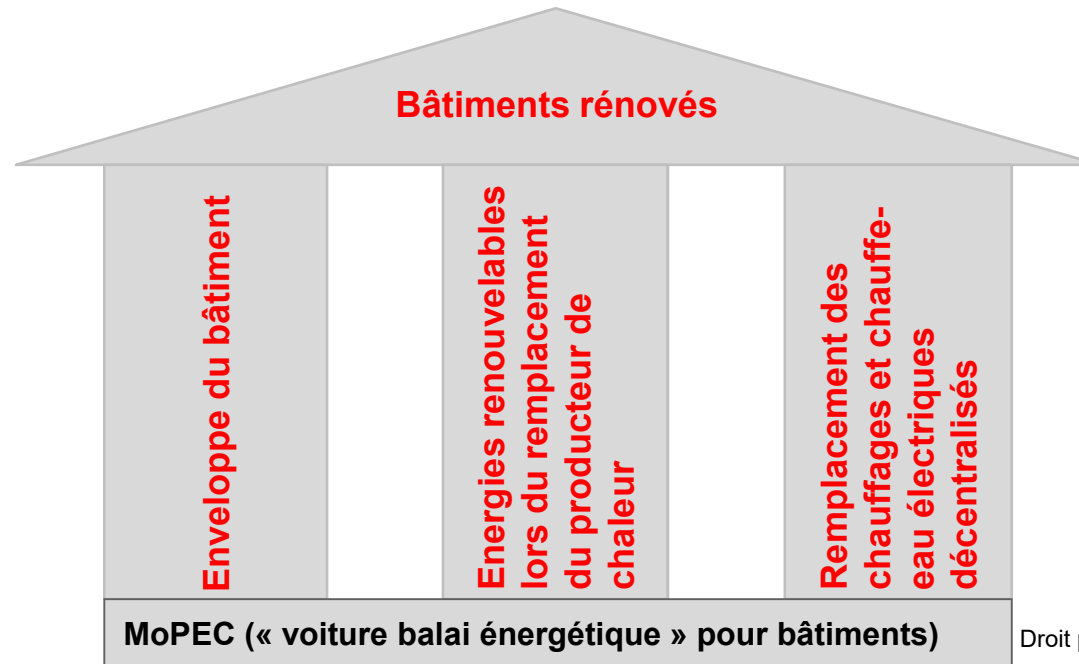 Bâtiments rénovés
Enveloppe du bâtiment
Energies renouvelables
lors du remplacement
du producteur de
chaleur
Remplacement des
chauffages et chauffe-
eau électriques
décentralisés
MoPEC (« voiture balai énergétique » pour bâtiments)
Droit p